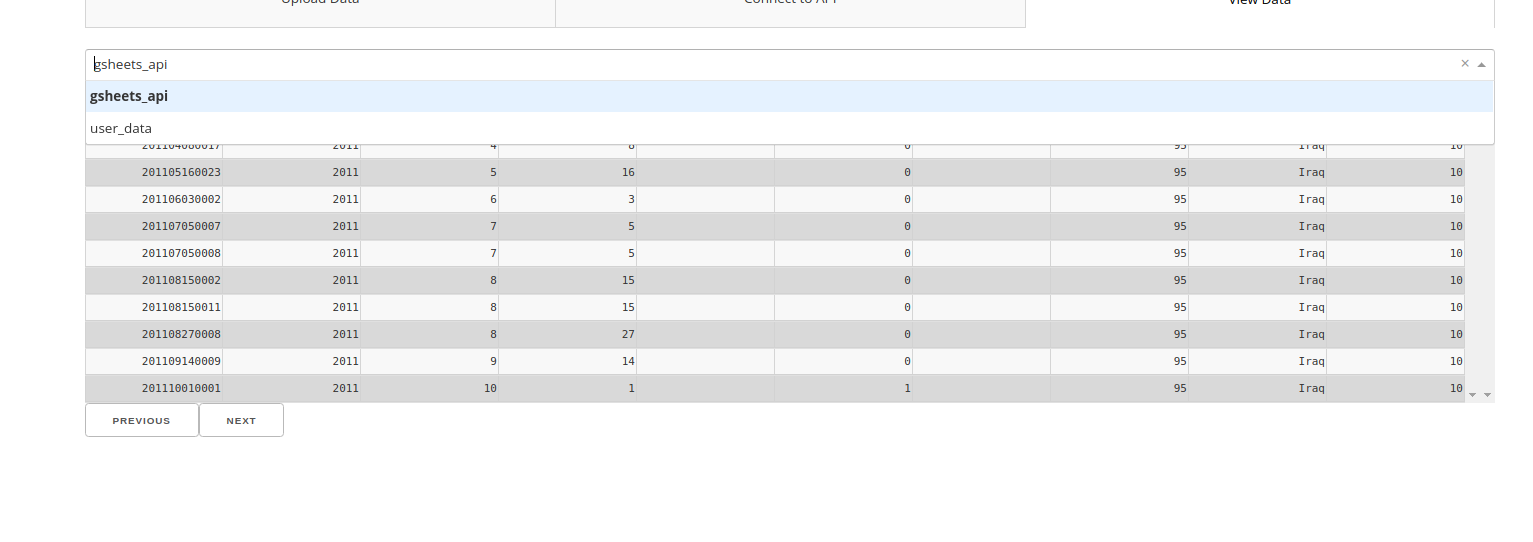 Upload Data Connect to API View Data
gsheets_api ×
gsheets_api
user_data
201104080017 2011 4 8 0 95 Iraq 10
201105160023 2011 5 16 0 95 Iraq 10
201106030002 2011 6 3 0 95 Iraq 10
201107050007 2011 7 5 0 95 Iraq 10
201107050008 2011 7 5 0 95 Iraq 10
201108150002 2011 8 15 0 95 Iraq 10
201108150011 2011 8 15 0 95 Iraq 10
201108270008 2011 8 27 0 95 Iraq 10
201109140009 2011 9 14 0 95 Iraq 10
201110010001 2011 10 1 1 95 Iraq 10
PREVIOUS NEXT